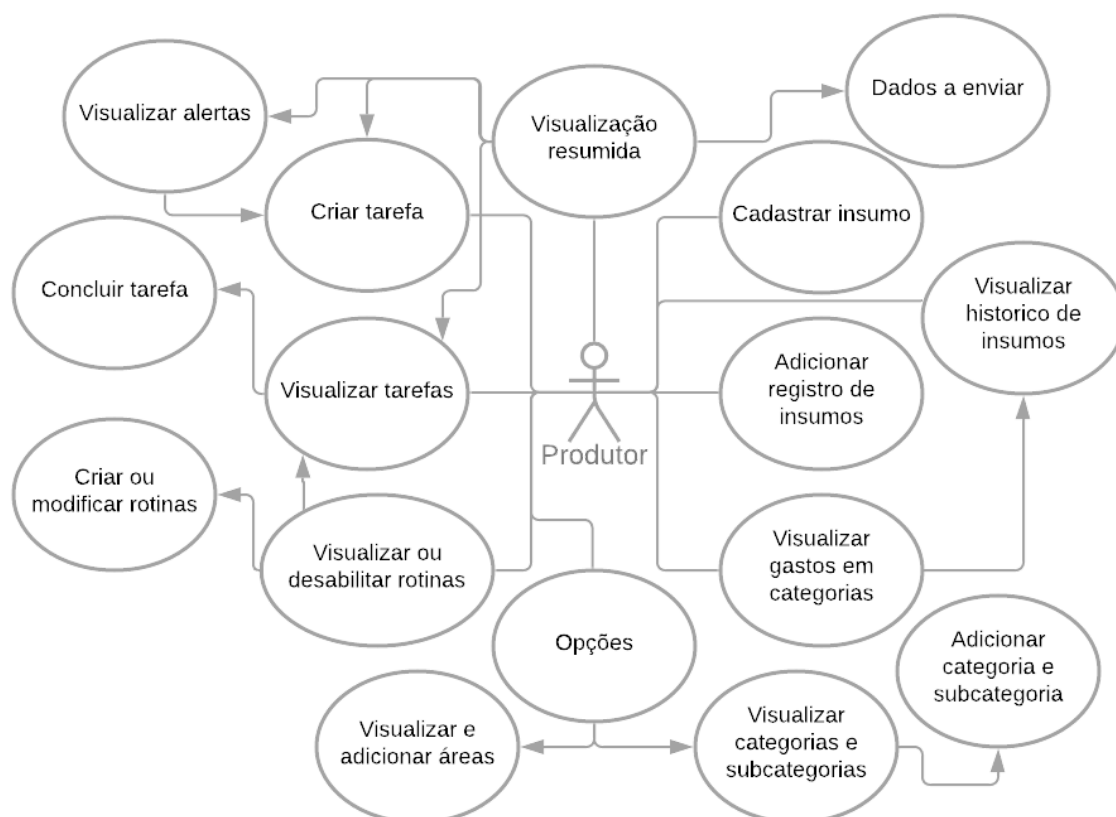 Visualizar alertas
Visualização
resumida
Dados a enviar
Criar tarefa
Cadastrar insumo
Concluir tarefa
Visualizar
historico de
insumos
Visualizar tarefas
Adicionar
registro de
insumos
Produtor
Criar ou
modificar rotinas
Visualizar ou
desabilitar rotinas
Visualizar
gastos em
categorias
Opções
Adicionar
categoria e
subcategoria
Visualizar e
adicionar áreas
Visualizar
categorias e
subcategorias